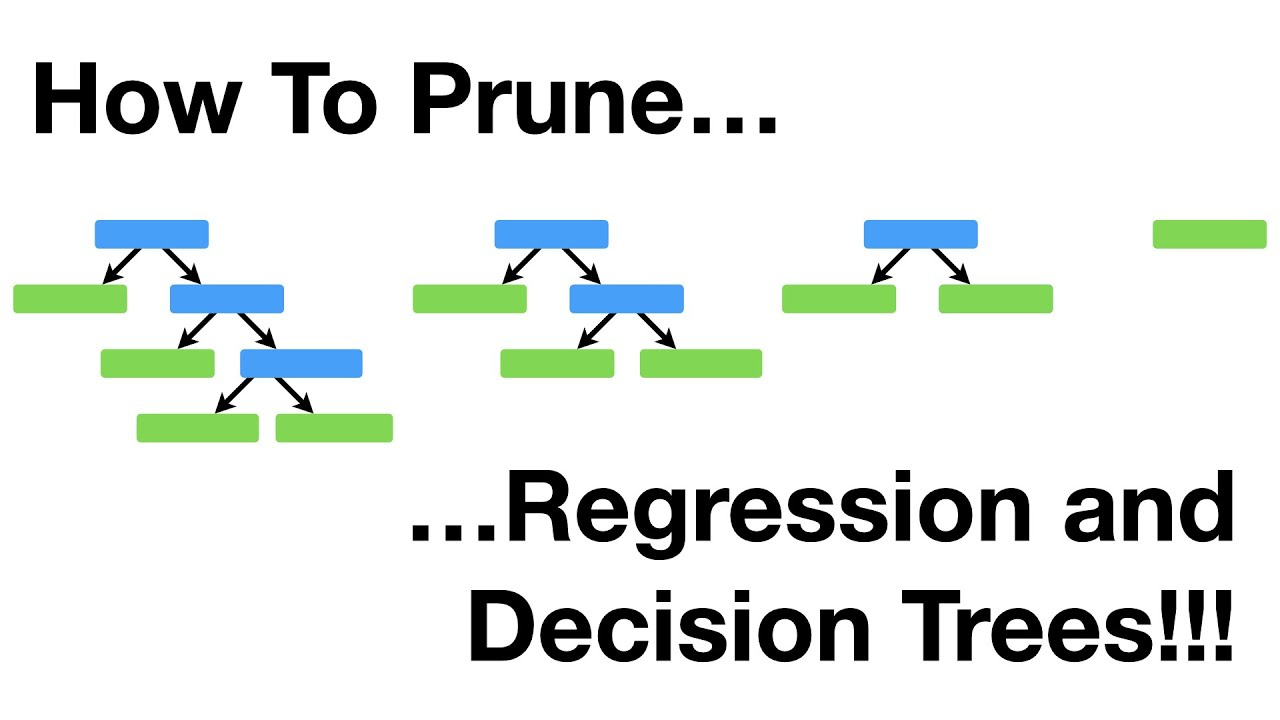 How To Prune…
…Regression and
Decision Trees!!!